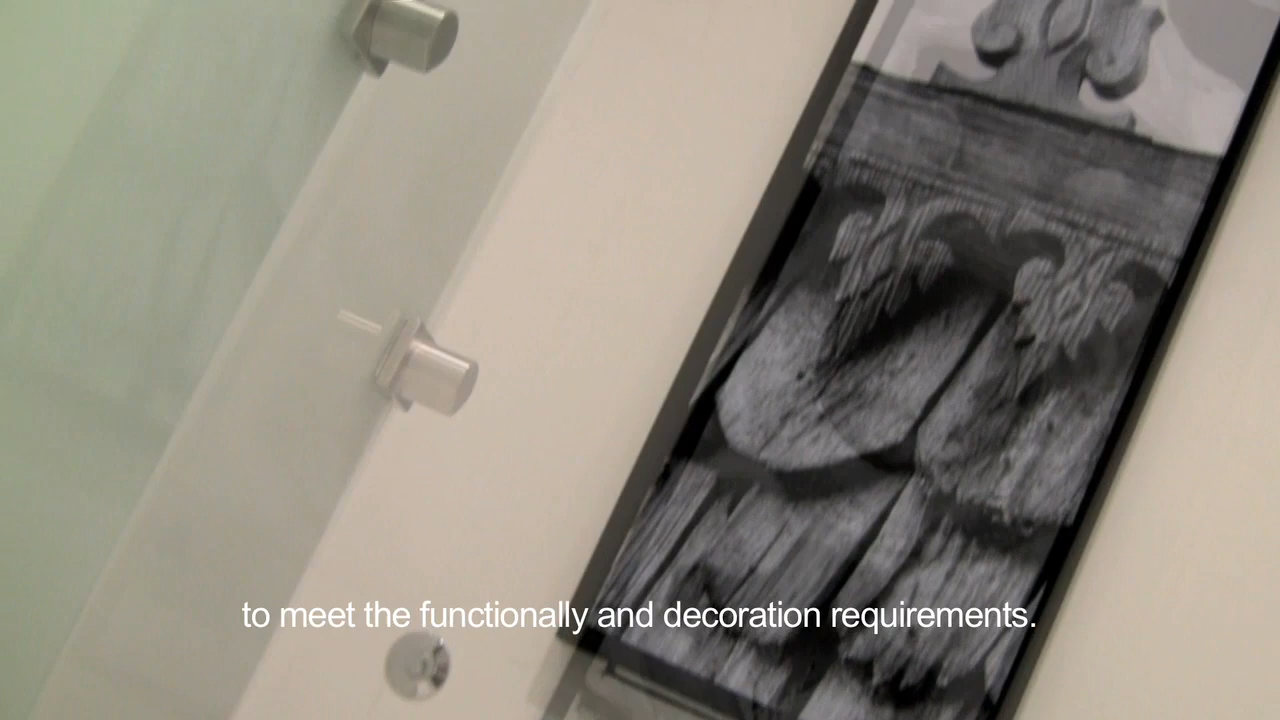 to meet the functionally and decoration requirements.